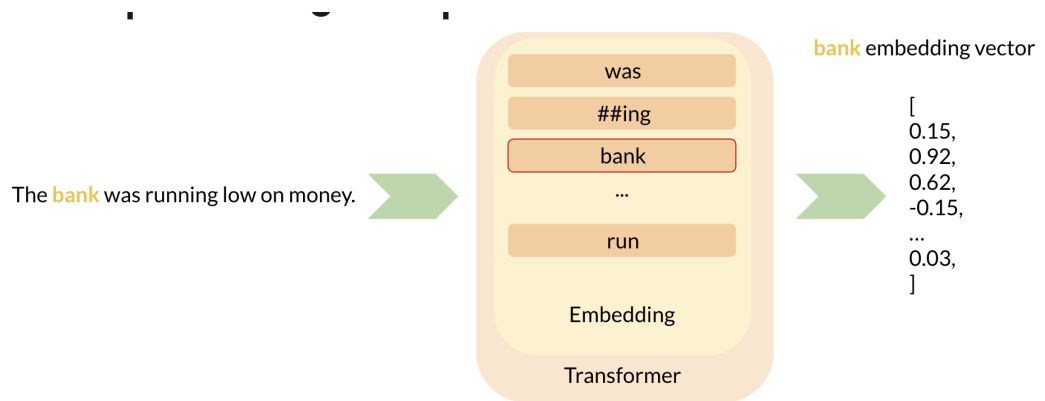 The bank was running low on money.
was
##ing
bank
...
run
Embedding
Transformer
bank embedding vector
[
0.15,
0.92,
0.62,
-0.15,
...
0.03,
]